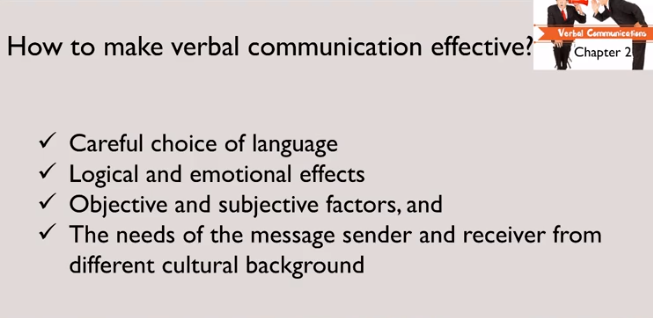 How to make verbal communication effective?
Verbal Communications
Chapter 2
✓ Careful choice of language
✓ Logical and emotional effects
✓ Objective and subjective factors, and
✓ The needs of the message sender and receiver from
different cultural background